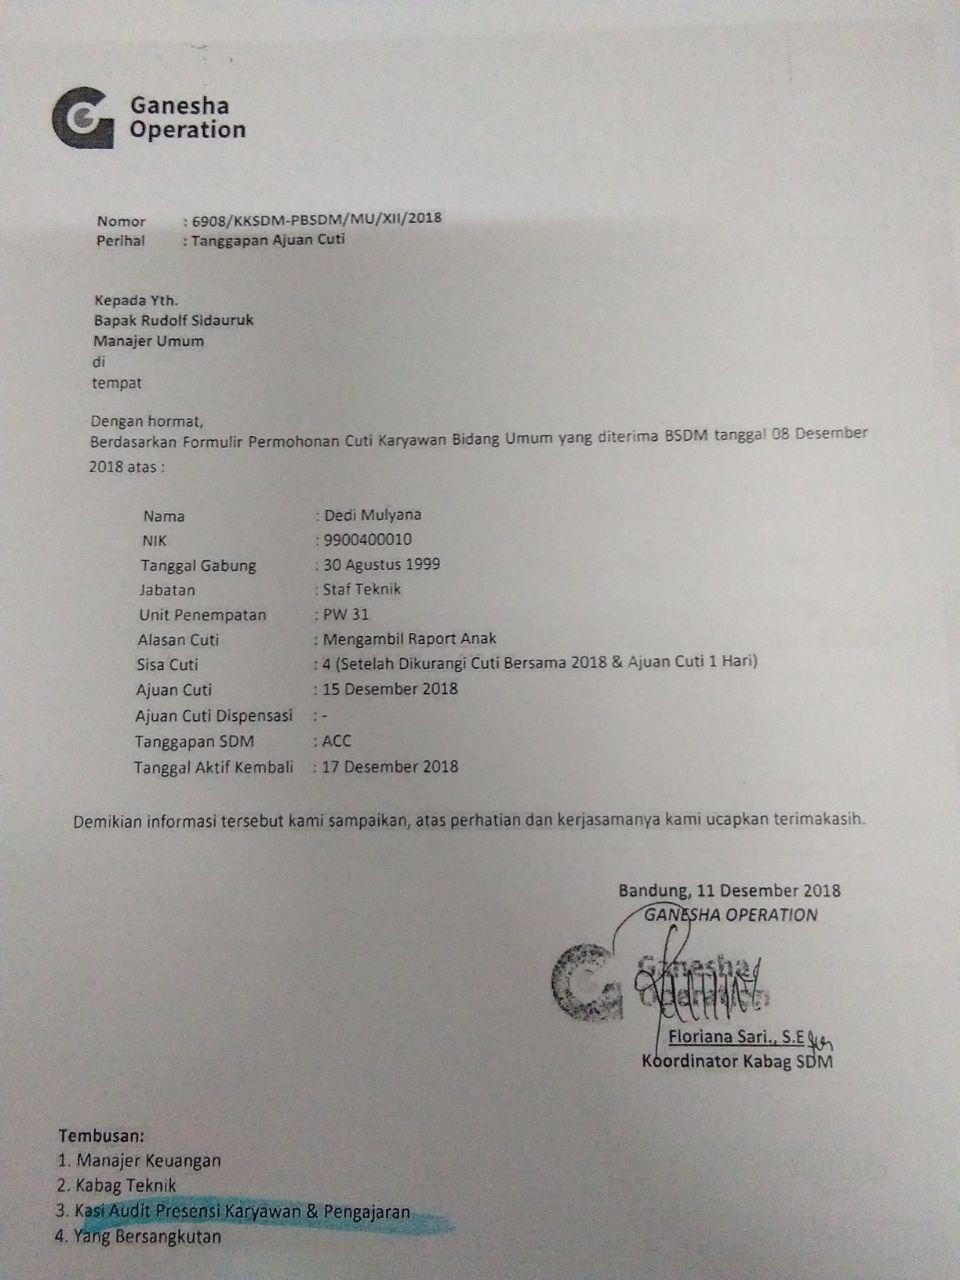 Ganesha
Operation
Nomor : 6908/KKSDM-PBSDM/MU/XII/2018
Perihal : Tanggapan Ajuan Cuti
Kepada Yth.
Bapak Rudolf Sidauruk
Manajer Umum
di
tempat
Dengan hormat,
Berdasarkan Formulir Permohonan Cuti Karyawan Bidang Umum yang diterima BSDM tanggal 08 Desember
2018 atas :
Nama : Dedi Mulyana
NIK : 9900400010
Tanggal Gabung : 30 Agustus 1999
Jabatan : Staf Teknik
Unit Penempatan : PW 31
Alasan Cuti : Mengambil Raport Anak
Sisa Cuti : 4 (Setelah Dikurangi Cuti Bersama 2018 & Ajuan Cuti 1 Hari)
Ajuan Cuti : 15 Desember 2018
Ajuan Cuti Dispensasi : -
Tanggapan SDM : ACC
Tanggal Aktif Kembali : 17 Desember 2018
Demikian informasi tersebut kami sampaikan, atas perhatian dan kerjasamanya kami ucapkan terimakasih.
Bandung, 11 Desember 2018
GANESHA OPERATION
Ganesha
Operation
Floriana Sari., S.E
Koordinator Kabag SDM
Tembusan:
1. Manajer Keuangan
2. Kabag Teknik
3. Kasi Audit Presensi Karyawan & Pengajaran
4. Yang Bersangkutan